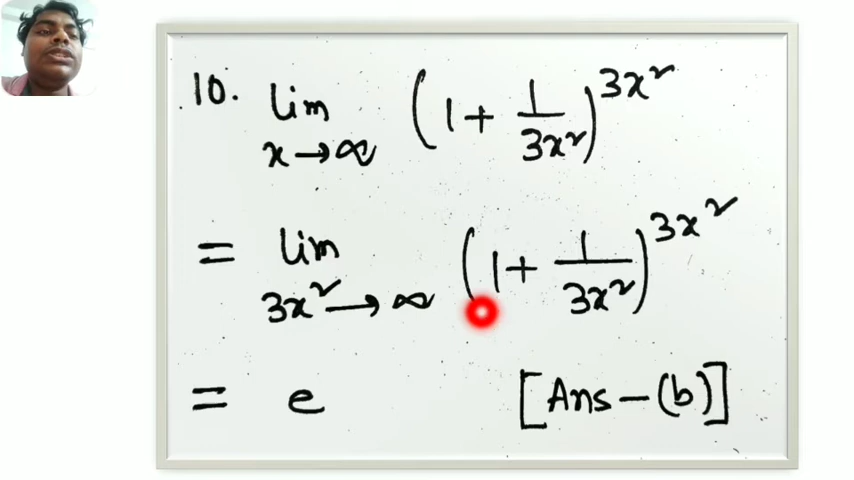 10. lim x→∞ (1 + 1/3x²)^3x²
= lim 3x²→∞ (1 + 1/3x²)^3x²
= e [Ans – (b)]